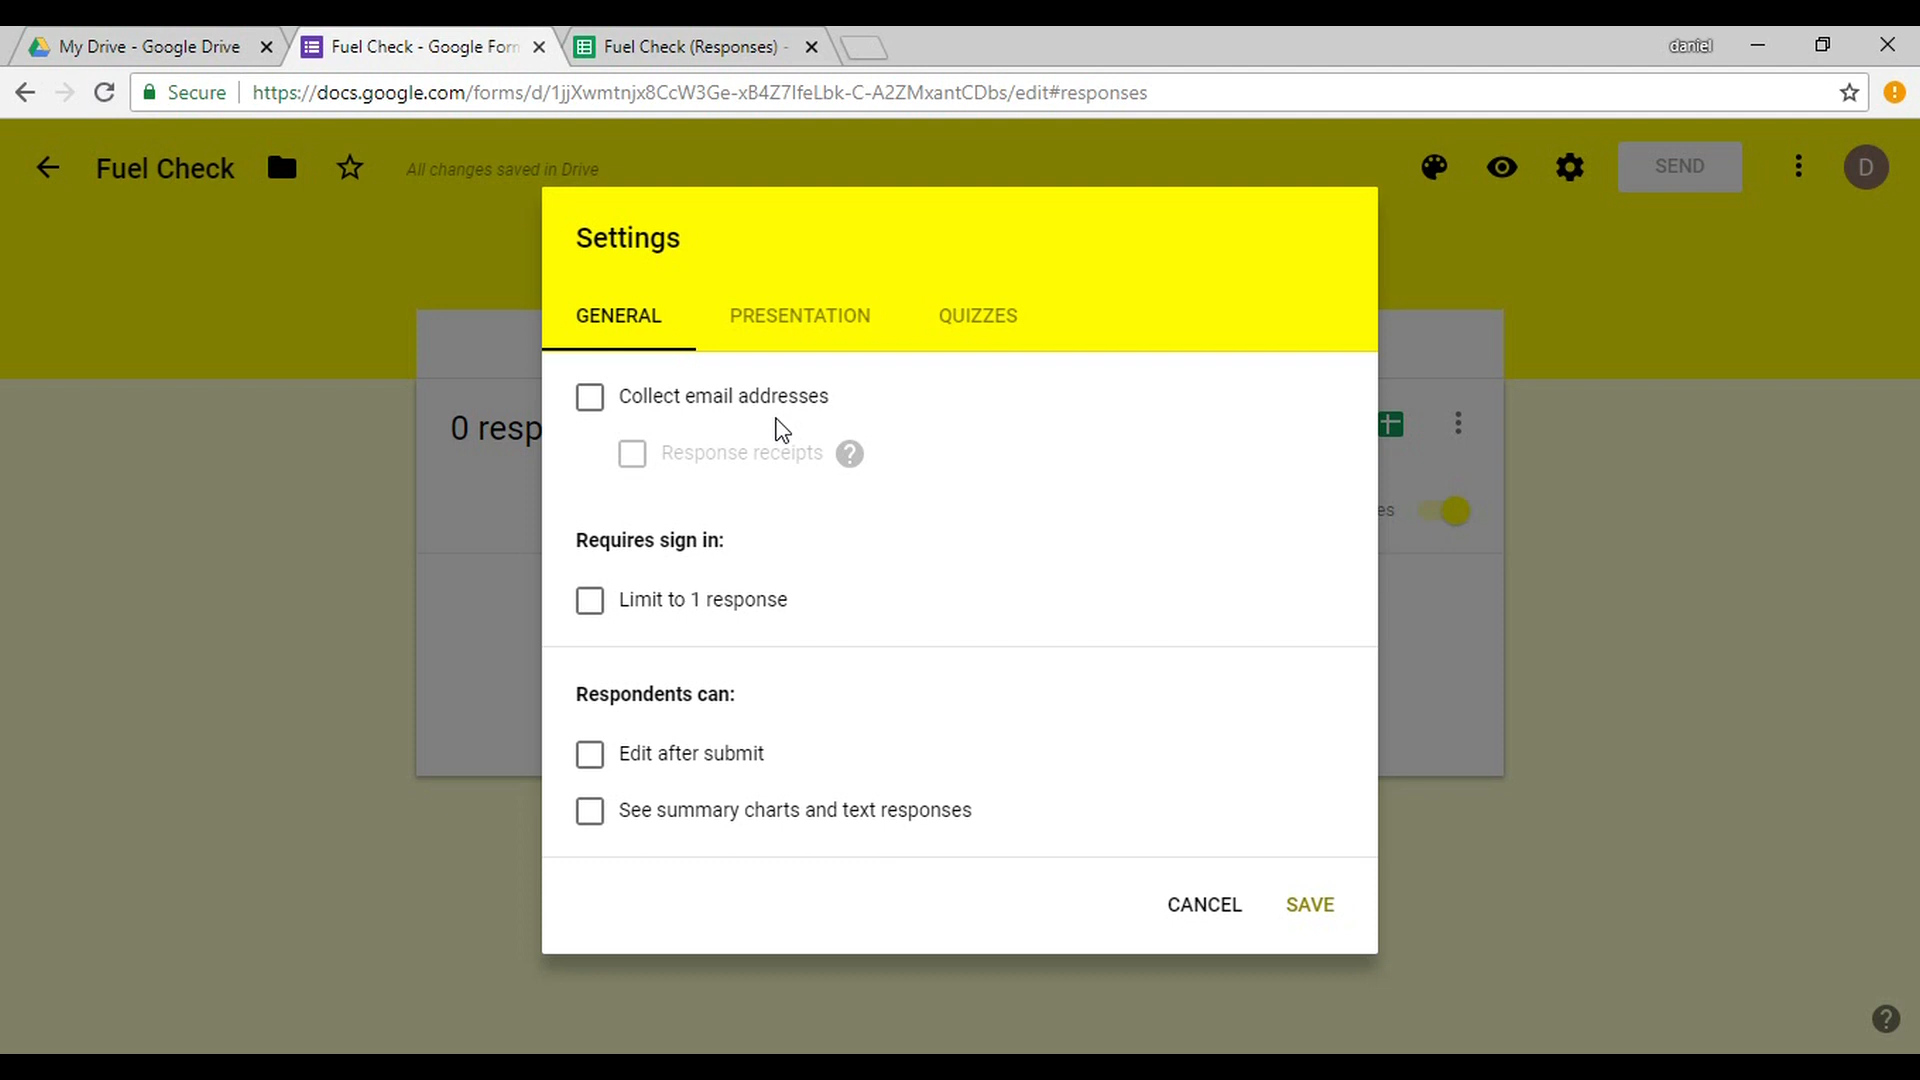 My Drive - Google Drive
Fuel Check - Google Form
Fuel Check (Responses) -
daniel
Secure
https://docs.google.com/forms/d/1jjXwmtnjx8CcW3Ge-xB4Z7IfeLbk-C-A2ZMxantCDbs/edit#responses
Fuel Check
All changes saved in Drive
SEND
D
Settings
GENERAL PRESENTATION QUIZZES
Collect email addresses
0 resp
Response receipts ?
es
Requires sign in:
Limit to 1 response
Respondents can:
Edit after submit
See summary charts and text responses
CANCEL SAVE
?